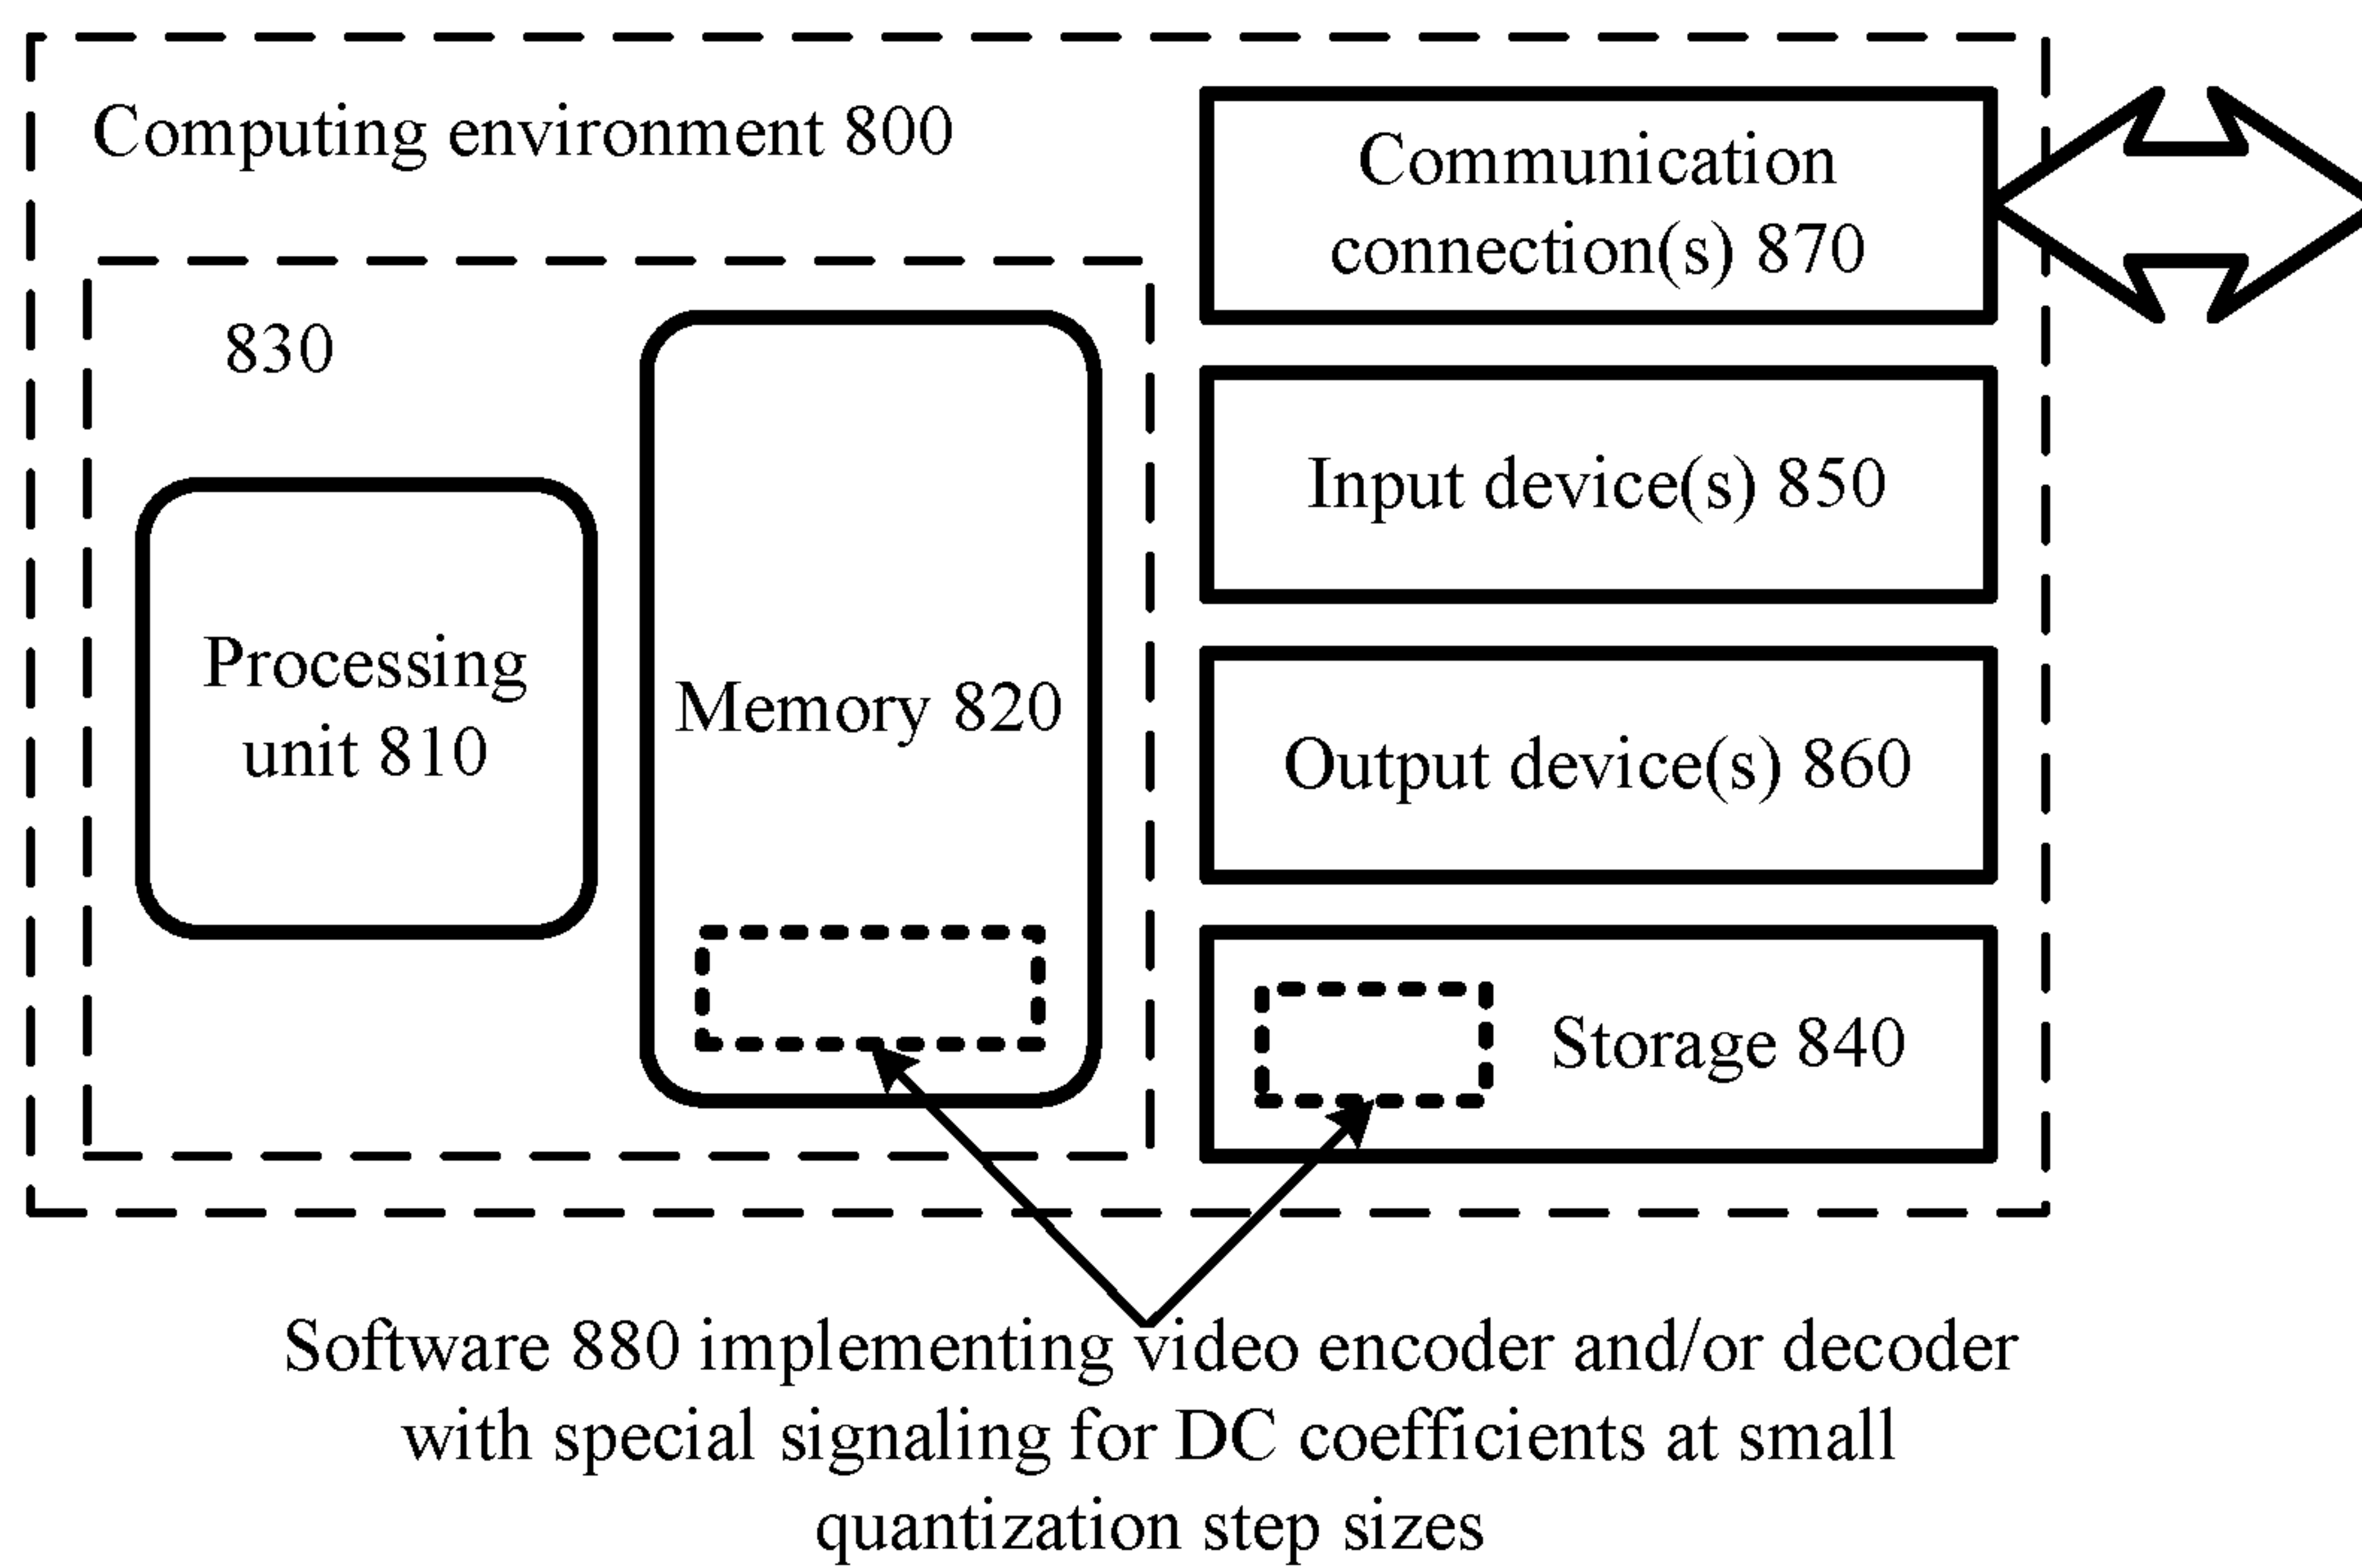 Computing environment 800
Communication
connection(s) 870
830
Input device(s) 850
Processing
unit 810
Memory 820
Output device(s) 860
Storage 840
Software 880 implementing video encoder and/or decoder
with special signaling for DC coefficients at small
quantization step sizes